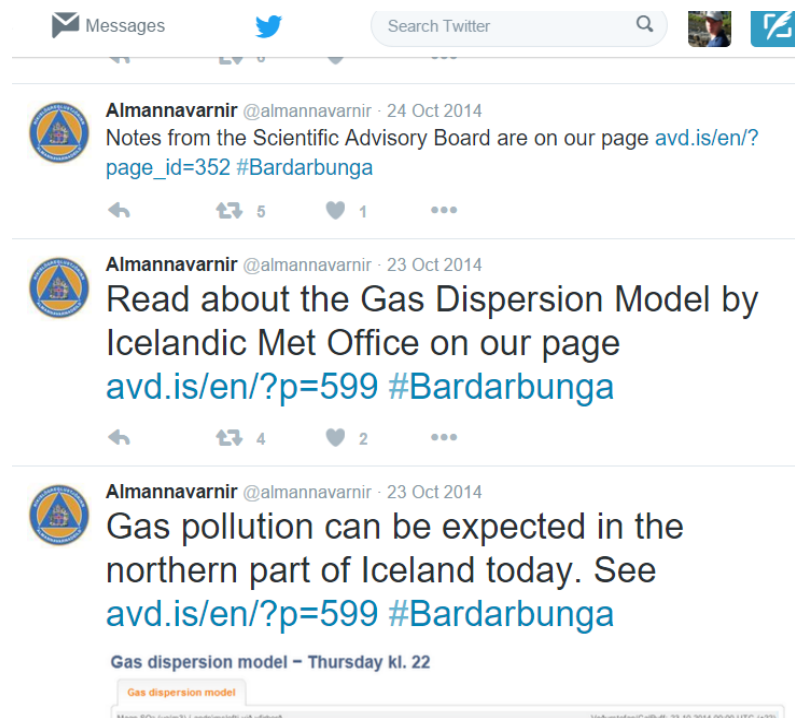 Messages
Search Twitter
Almannavarnir @almannavarnir · 24 Oct 2014
Notes from the Scientific Advisory Board are on our page avd.is/en/?
page_id=352 #Bardarbunga
5 1
Almannavarnir @almannavarnir · 23 Oct 2014
Read about the Gas Dispersion Model by
Icelandic Met Office on our page
avd.is/en/?p=599 #Bardarbunga
4 2
Almannavarnir @almannavarnir · 23 Oct 2014
Gas pollution can be expected in the
northern part of Iceland today. See
avd.is/en/?p=599 #Bardarbunga
Gas dispersion model – Thursday kl. 22
Gas dispersion model